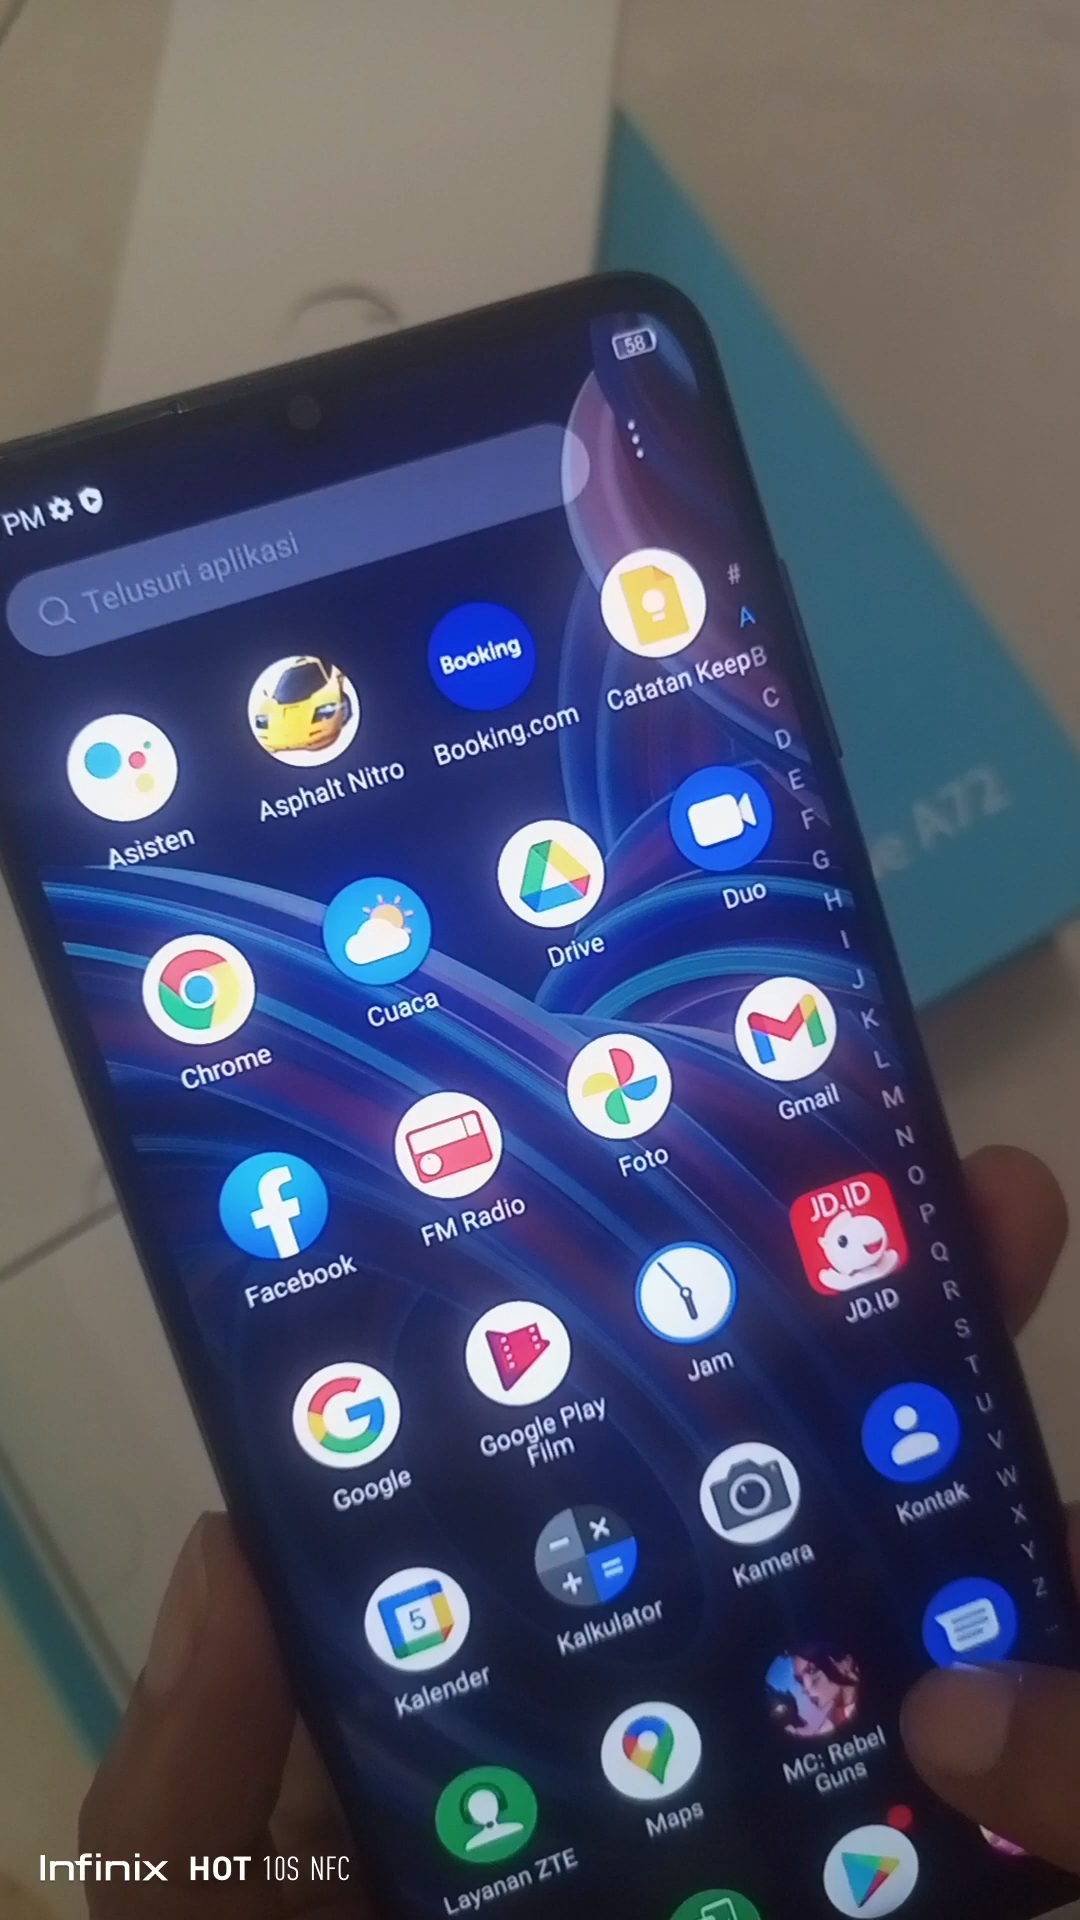 58
PM
Telusuri aplikasi
#
A
B
C
D
E
F
G
H
I
J
K
L
M
N
O
P
Q
R
S
T
U
V
W
X
Y
Z
...
Asisten
Asphalt Nitro
Booking
Booking.com
Catatan Keep
Chrome
Cuaca
Drive
Duo
Facebook
FM Radio
Foto
Gmail
Google
Google Play
Film
Jam
JD.ID
JD.ID
5
Kalender
Kalkulator
Kamera
Kontak
Layanan ZTE
Maps
MC: Rebel
Guns
A72
Infinix HOT 10S NFC